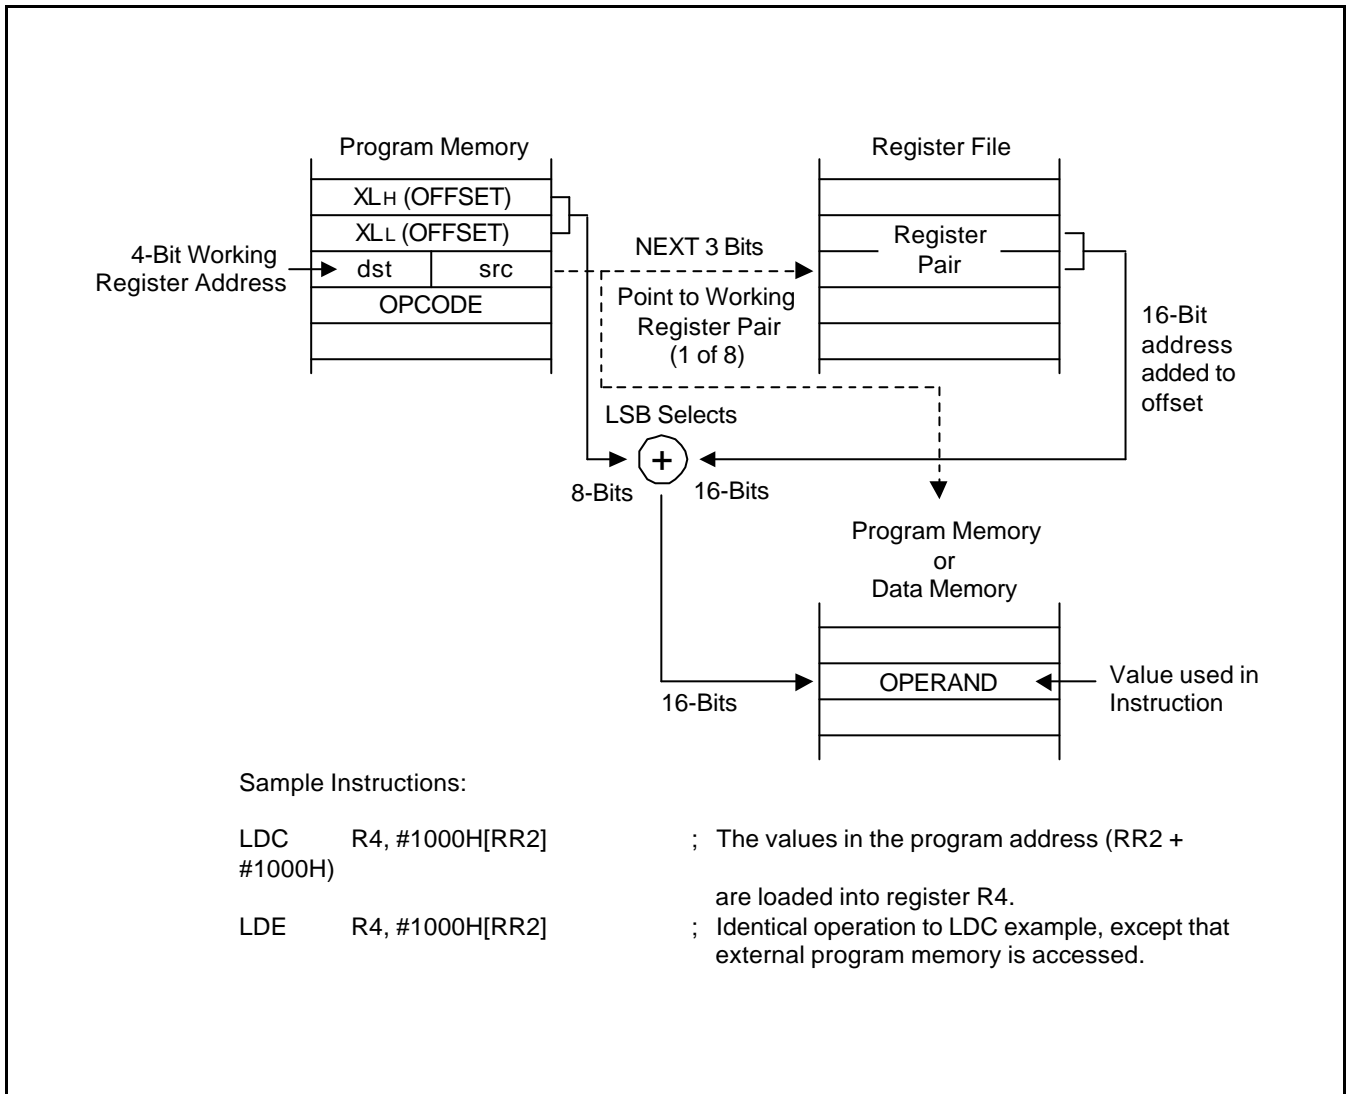 Program Memory
Register File
XLH (OFFSET)
XLL (OFFSET)
4-Bit Working
Register Address
dst
src
OPCODE
NEXT 3 Bits
Point to Working
Register Pair
(1 of 8)
Register
Pair
16-Bit
address
added to
offset
LSB Selects
+
8-Bits
16-Bits
Program Memory
or
Data Memory
OPERAND
Value used in
Instruction
16-Bits
Sample Instructions:
LDC R4, #1000H[RR2] ; The values in the program address (RR2 +
#1000H)
are loaded into register R4.
LDE R4, #1000H[RR2] ; Identical operation to LDC example, except that
external program memory is accessed.